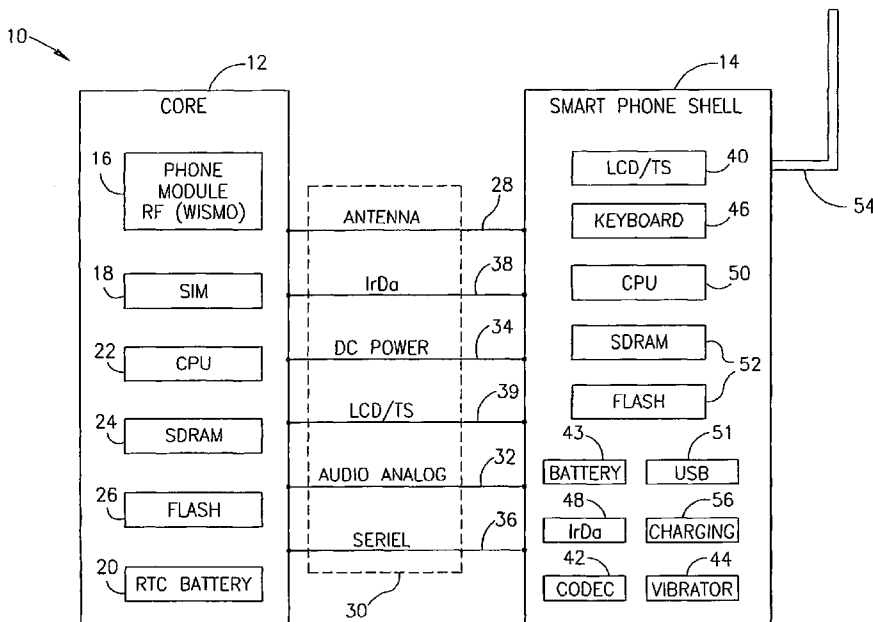 10
12
14
54
CORE
SMART PHONE SHELL
16
PHONE
MODULE
RF (WISMO)
18
SIM
22
CPU
24
SDRAM
26
FLASH
20
RTC BATTERY
ANTENNA
28
IrDa
38
DC POWER
34
LCD/TS
39
AUDIO ANALOG
32
SERIEL
36
30
LCD/TS
40
KEYBOARD
46
CPU
50
SDRAM
52
FLASH
43
BATTERY
51
USB
48
IrDa
56
CHARGING
42
CODEC
44
VIBRATOR